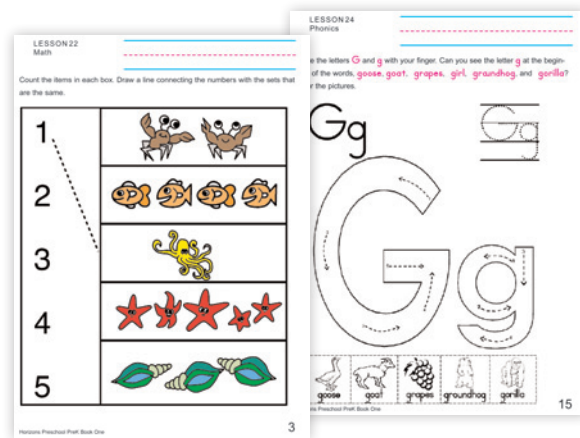 LESSON 22
Math
Count the items in each box. Draw a line connecting the numbers with the sets that
are the same.
1
2
3
4
5
Horizons Preschool PreK Book One
3
LESSON 24
Phonics
e the letters G and g with your finger. Can you see the letter g at the begin-
of the words, goose, goat, grapes, girl, groundhog, and gorilla?
r the pictures.
Gg
Gg
Gg
goose goat grapes groundhog gorilla
ons Preschool PreK Book One
15